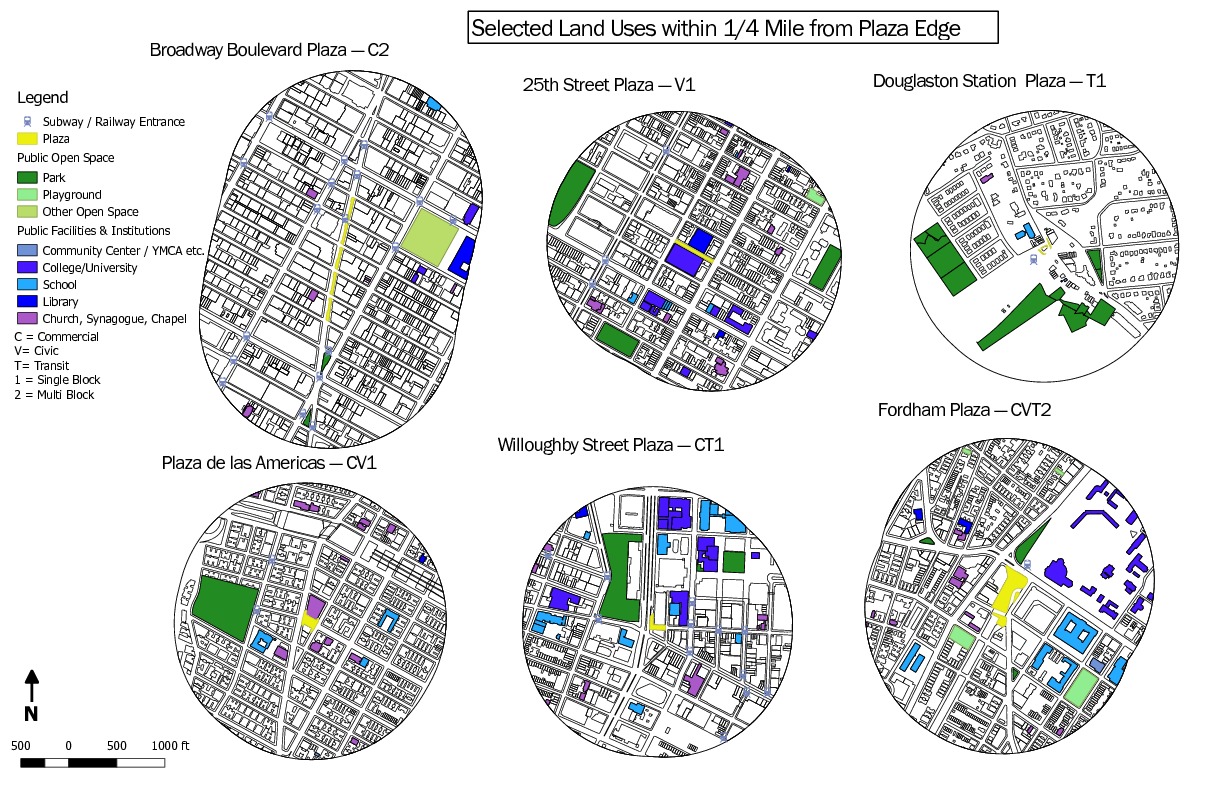 Selected Land Uses within 1/4 Mile from Plaza Edge
Broadway Boulevard Plaza — C2
25th Street Plaza — V1
Douglaston Station Plaza — T1
Legend
Subway / Railway Entrance
Plaza
Public Open Space
Park
Playground
Other Open Space
Public Facilities & Institutions
Community Center / YMCA etc.
College/University
School
Library
Church, Synagogue, Chapel
C = Commercial
V= Civic
T= Transit
1 = Single Block
2 = Multi Block
Plaza de las Americas — CV1
Willoughby Street Plaza — CT1
Fordham Plaza — CVT2
N
500 0 500 1000 ft